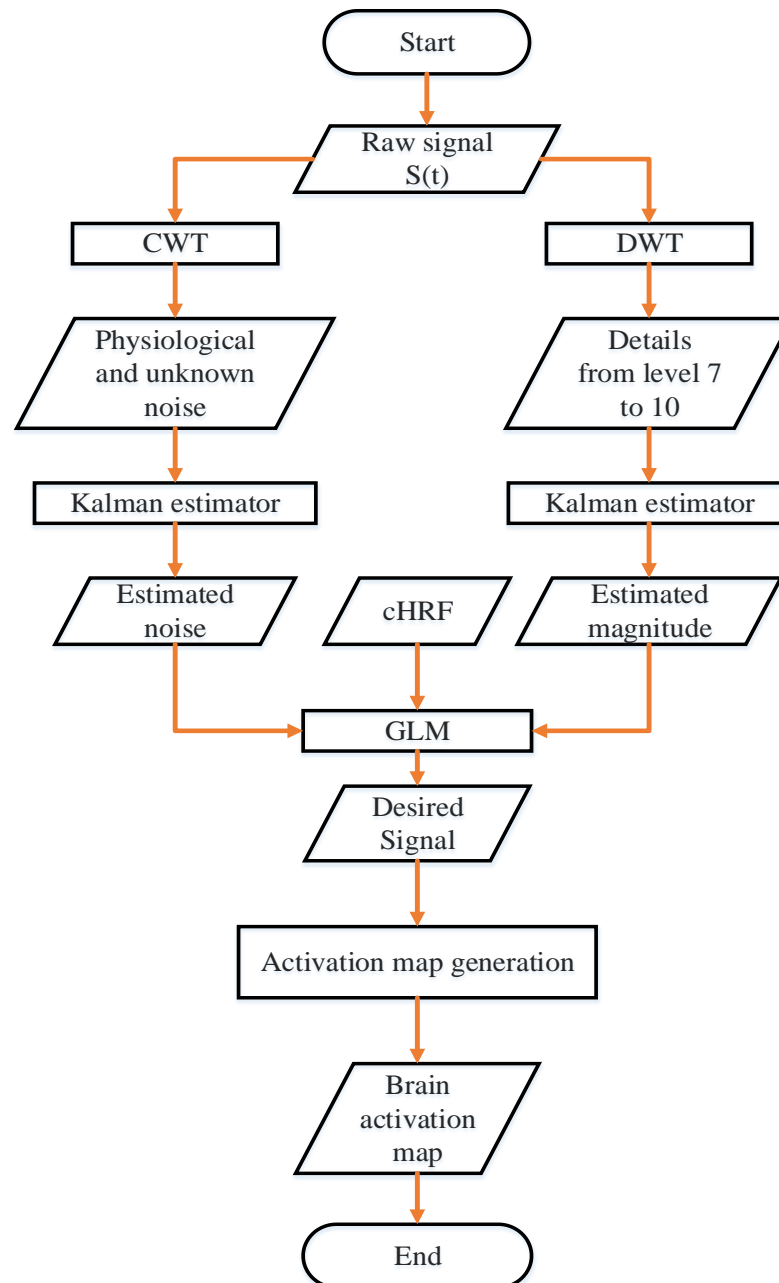 Start
Raw signal
S(t)
CWT
DWT
Physiological
and unknown
noise
Details
from level 7
to 10
Kalman estimator
Kalman estimator
Estimated
noise
cHRF
Estimated
magnitude
GLM
Desired
Signal
Activation map generation
Brain
activation
map
End